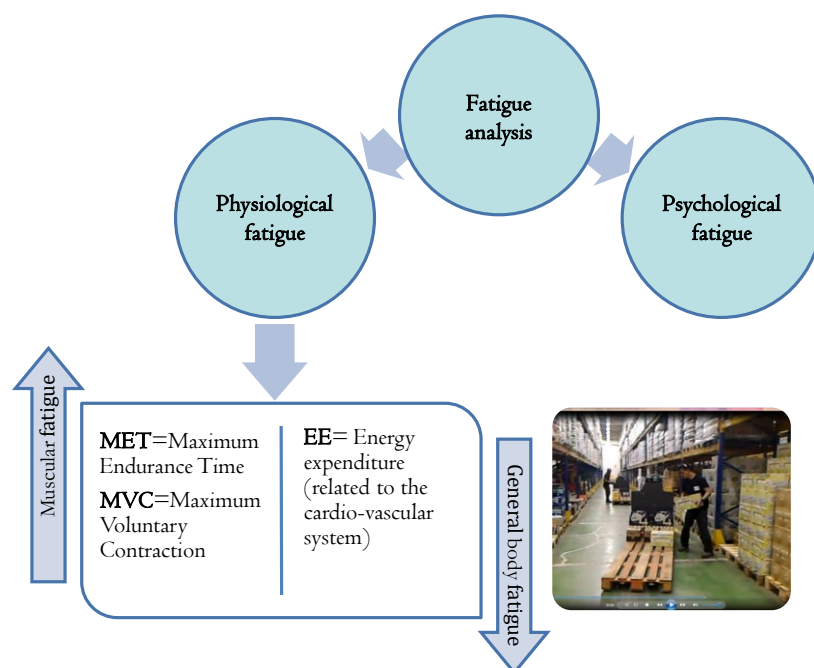 Fatigue
analysis
Physiological
fatigue
Psychological
fatigue
Muscular fatigue
MET=Maximum
Endurance Time
MVC=Maximum
Voluntary
Contraction
EE= Energy
expenditure
(related to the
cardio-vascular
system)
General body fatigue